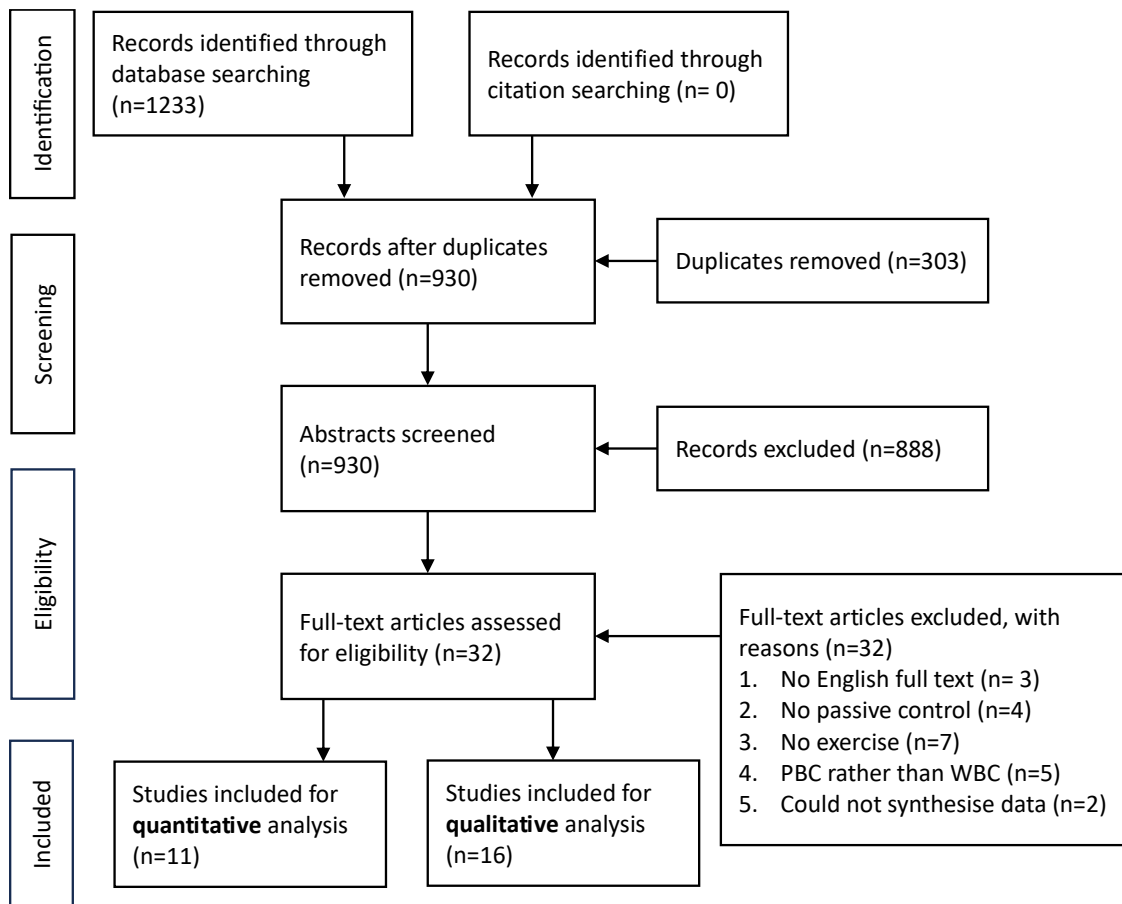 Identification
Records identified through
database searching
(n=1233)
Records identified through
citation searching (n= 0)
Screening
Records after duplicates
removed (n=930)
Duplicates removed (n=303)
Abstracts screened
(n=930)
Records excluded (n=888)
Eligibility
Full-text articles assessed
for eligibility (n=32)
Full-text articles excluded, with
reasons (n=32)
1. No English full text (n= 3)
2. No passive control (n=4)
3. No exercise (n=7)
4. PBC rather than WBC (n=5)
5. Could not synthesise data (n=2)
Included
Studies included for
quantitative analysis
(n=11)
Studies included for
qualitative analysis
(n=16)